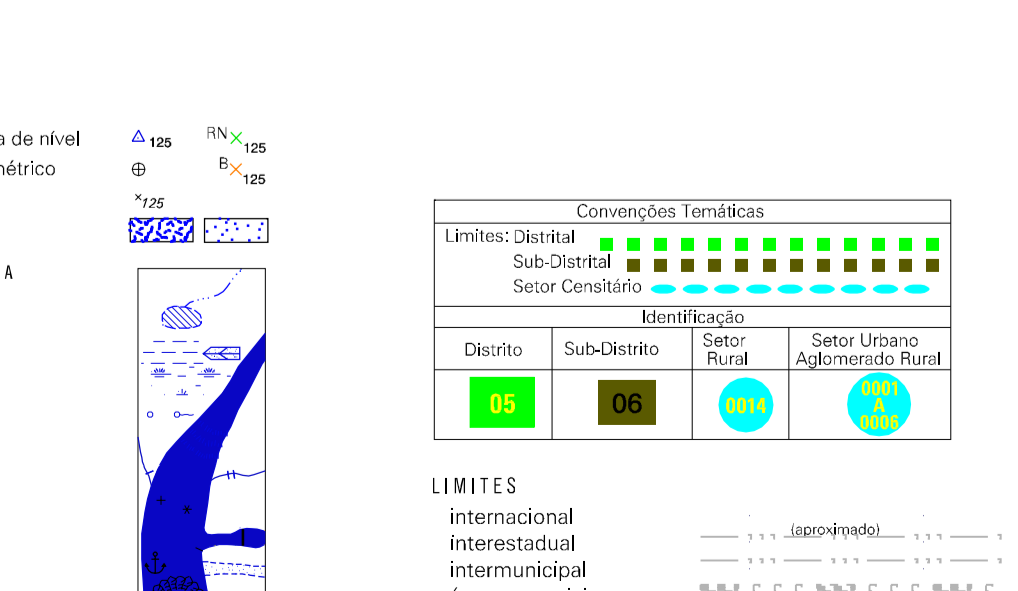 a de nível
125
RN
125
nétrico
B
125
125
A
Convenções Temáticas
Limites: Distrital
Sub-Distrital
Setor Censitário
Identificação
Distrito
Sub-Distrito
Setor
Rural
Setor Urbano
Aglomerado Rural
05
06
0014
0001
A
0006
LIMITES
internacional
(aproximado)
interestadual
intermunicipal